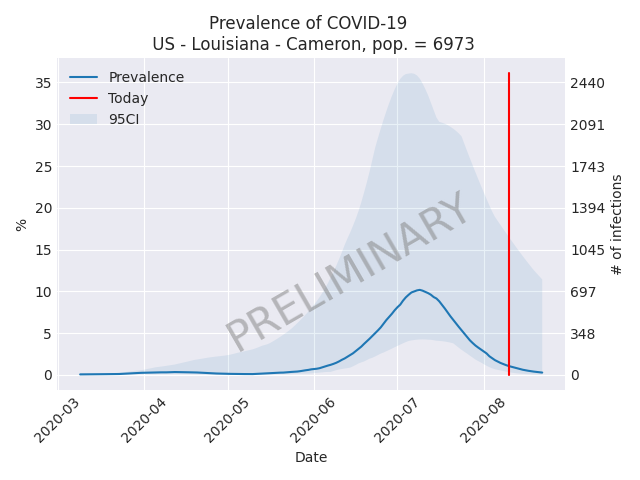 Prevalence of COVID-19
US - Louisiana - Cameron, pop. = 6973
Prevalence
Today
95CI
PRELIMINARY
%
35
30
25
20
15
10
5
0
2440
2091
1743
1394
1045
697
348
0
# of infections
2020-03
2020-04
2020-05
2020-06
2020-07
2020-08
Date